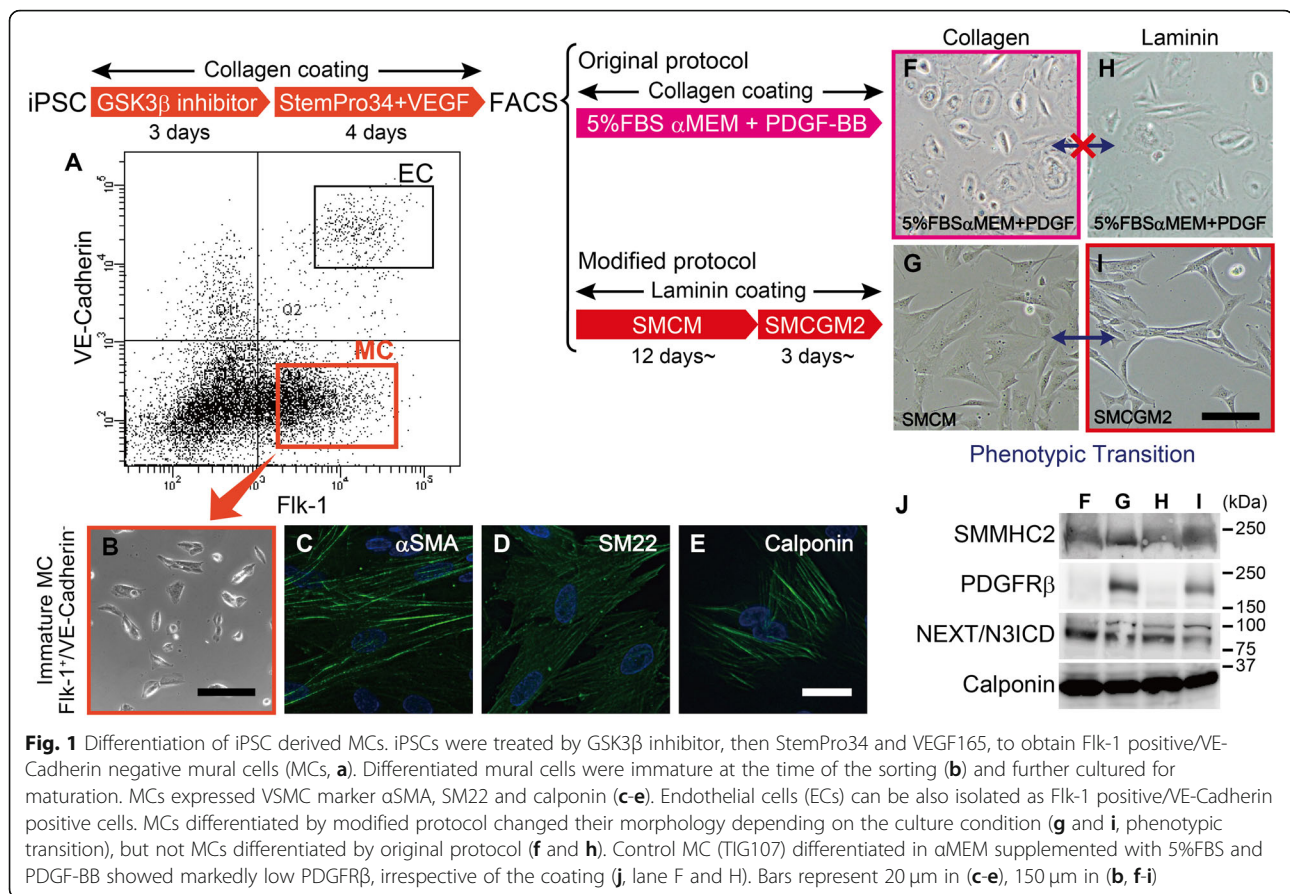 Collagen coating
iPSC GSK3β inhibitor StemPro34+VEGF FACS
3 days 4 days
Original protocol
Collagen coating
5%FBS αMEM + PDGF-BB
Modified protocol
Laminin coating
SMCM SMCGM2
12 days~ 3 days~
A
VE-Cadherin
10⁵
10⁴
10³
10²
EC
Q1 Q2
MC
10² 10³ 10⁴ 10⁵
Flk-1
Collagen Laminin
F H
5%FBSαMEM+PDGF 5%FBSαMEM+PDGF
G I
SMCM SMCGM2
Phenotypic Transition
Immature MC
Flk-1⁺/VE-Cadherin⁻
B
C αSMA
D SM22
E Calponin
J F G H I (kDa)
SMMHC2 250
PDGFRβ 250
150
NEXT/N3ICD 100
75
37
Calponin
Fig. 1 Differentiation of iPSC derived MCs. iPSCs were treated by GSK3β inhibitor, then StemPro34 and VEGF165, to obtain Flk-1 positive/VE-
Cadherin negative mural cells (MCs, a). Differentiated mural cells were immature at the time of the sorting (b) and further cultured for
maturation. MCs expressed VSMC marker αSMA, SM22 and calponin (c-e). Endothelial cells (ECs) can be also isolated as Flk-1 positive/VE-Cadherin
positive cells. MCs differentiated by modified protocol changed their morphology depending on the culture condition (g and i, phenotypic
transition), but not MCs differentiated by original protocol (f and h). Control MC (TIG107) differentiated in αMEM supplemented with 5%FBS and
PDGF-BB showed markedly low PDGFRβ, irrespective of the coating (j, lane F and H). Bars represent 20 μm in (c-e), 150 μm in (b, f-i)